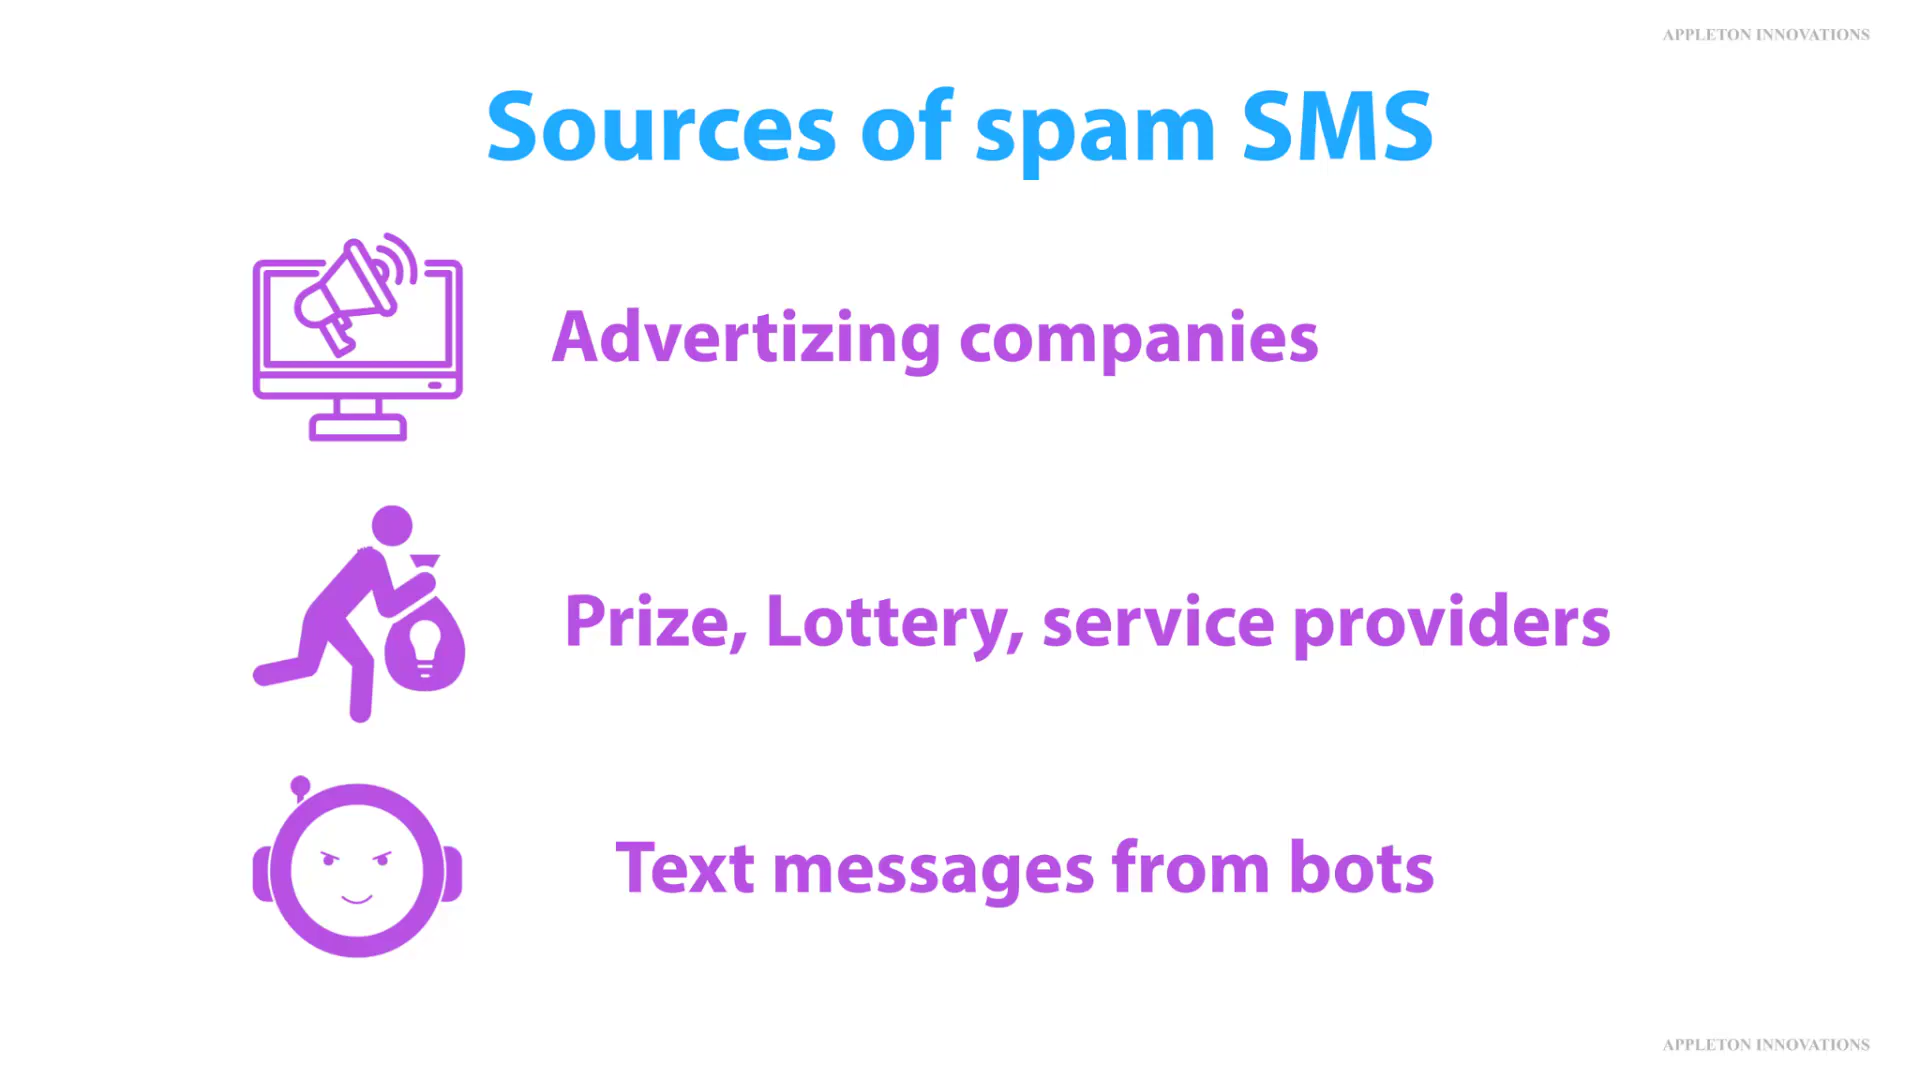 APPLETON INNOVATIONS
Sources of spam SMS
Advertizing companies
Prize, Lottery, service providers
Text messages from bots
APPLETON INNOVATIONS